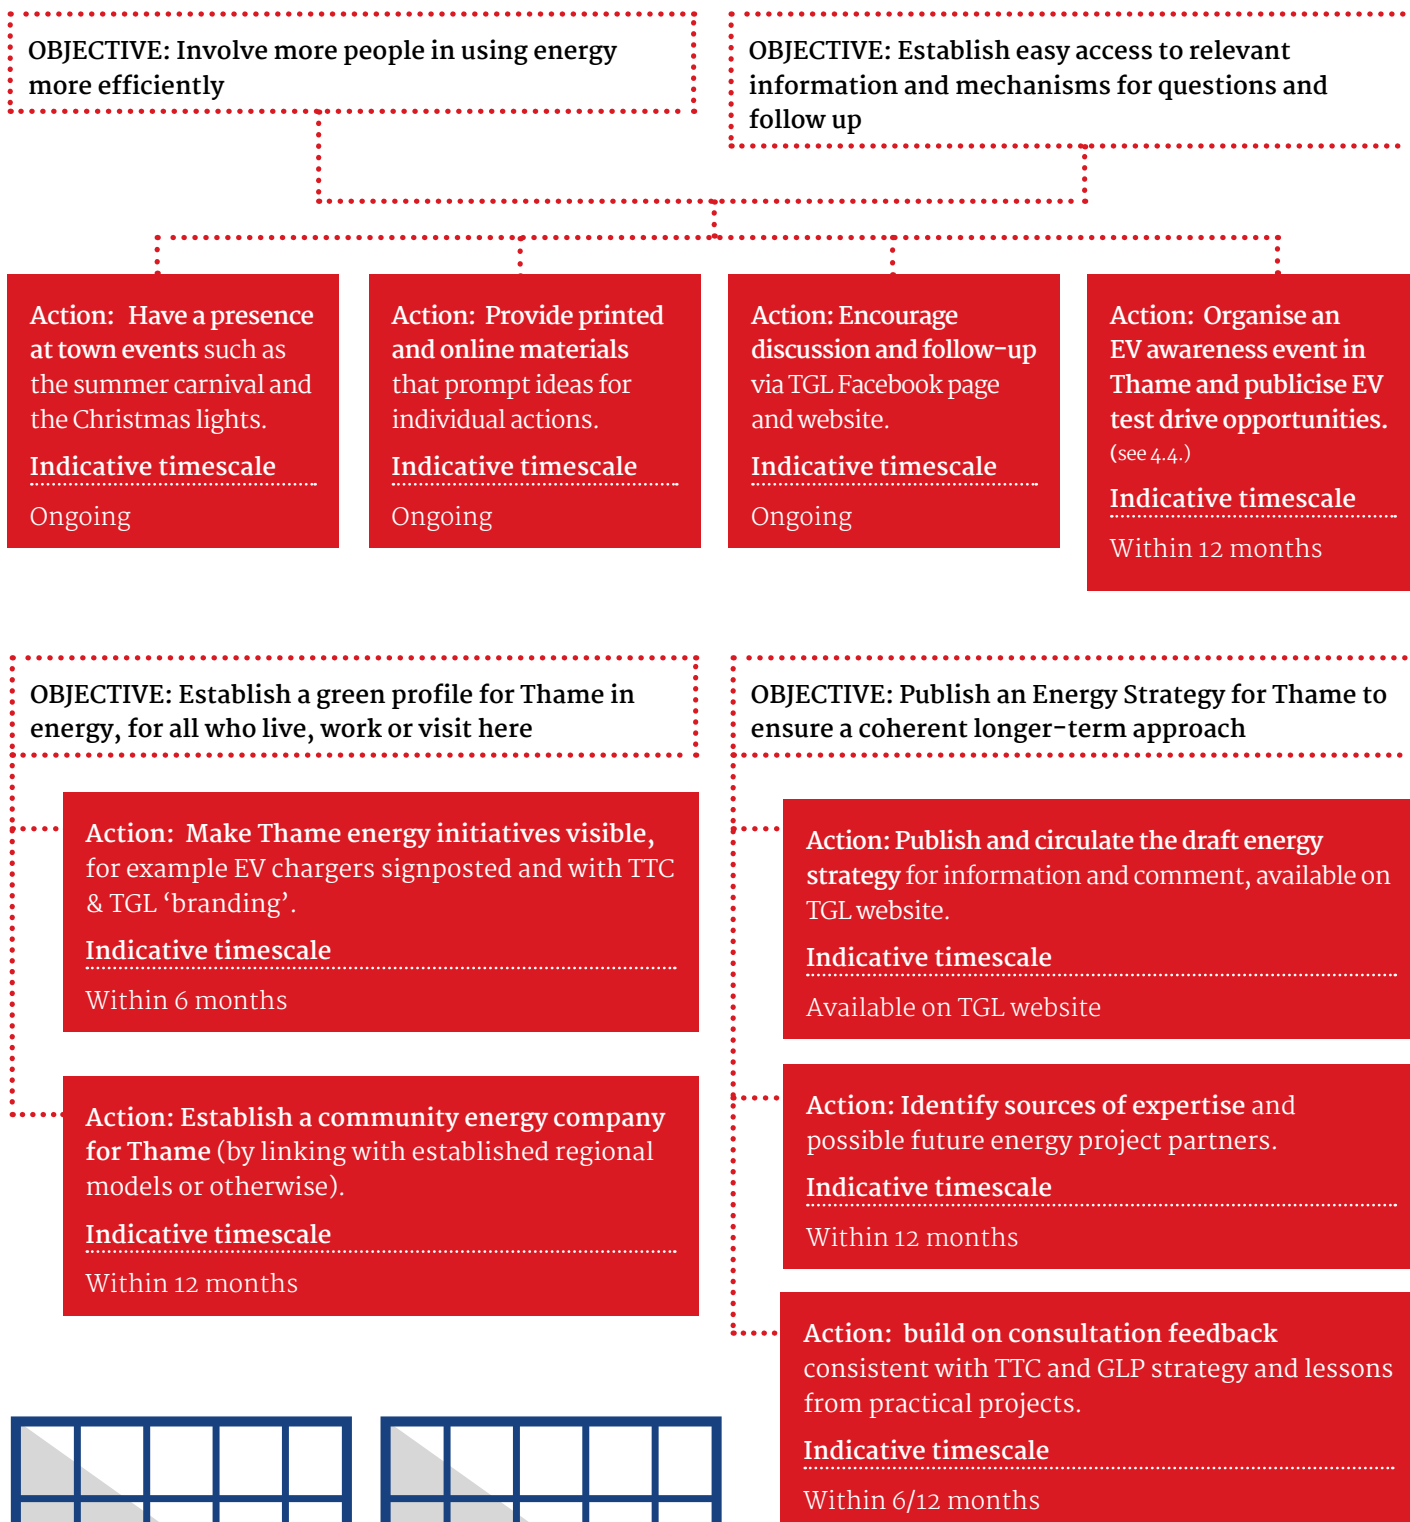 OBJECTIVE: Involve more people in using energy
more efficiently
OBJECTIVE: Establish easy access to relevant
information and mechanisms for questions and
follow up
Action: Have a presence
at town events such as
the summer carnival and
the Christmas lights.
Indicative timescale
Ongoing
Action: Provide printed
and online materials
that prompt ideas for
individual actions.
Indicative timescale
Ongoing
Action: Encourage
discussion and follow-up
via TGL Facebook page
and website.
Indicative timescale
Ongoing
Action: Organise an
EV awareness event in
Thame and publicise EV
test drive opportunities.
(see 4.4.)
Indicative timescale
Within 12 months
OBJECTIVE: Establish a green profile for Thame in
energy, for all who live, work or visit here
Action: Make Thame energy initiatives visible,
for example EV chargers signposted and with TTC
& TGL ‘branding’.
Indicative timescale
Within 6 months
Action: Establish a community energy company
for Thame (by linking with established regional
models or otherwise).
Indicative timescale
Within 12 months
OBJECTIVE: Publish an Energy Strategy for Thame to
ensure a coherent longer-term approach
Action: Publish and circulate the draft energy
strategy for information and comment, available on
TGL website.
Indicative timescale
Available on TGL website
Action: Identify sources of expertise and
possible future energy project partners.
Indicative timescale
Within 12 months
Action: build on consultation feedback
consistent with TTC and GLP strategy and lessons
from practical projects.
Indicative timescale
Within 6/12 months